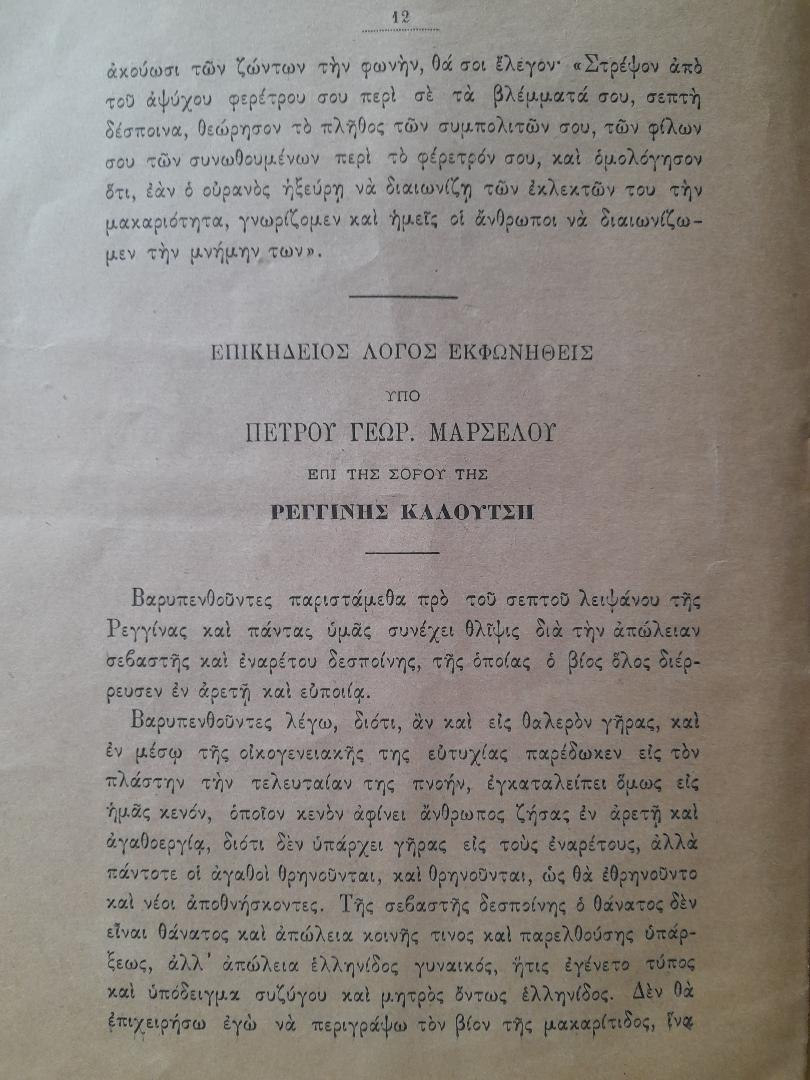 12
ἀκούωσι τῶν ζώντων τὴν φωνήν, θά σοι ἔλεγον· «Στρέψον ἀπὸ
τοῦ ἀψύχου φερέτρου σου περὶ σὲ τὰ βλέμματά σου, σεπτὴ
δέσποινα, θεώρησον τὸ πλῆθος τῶν συμπολιτῶν σου, τῶν φίλων
σου τῶν συνωθουμένων περὶ τὸ φέρετρόν σου, καὶ ὁμολόγησον
ὅτι, ἐὰν ὁ οὐρανὸς ἠξεύρῃ νὰ διαιωνίζῃ τῶν ἐκλεκτῶν του τὴν
μακαριότητα, γνωρίζομεν καὶ ἡμεῖς οἱ ἄνθρωποι νὰ διαιωνίζω-
μεν τὴν μνήμην των».
ΕΠΙΚΗΔΕΙΟΣ ΛΟΓΟΣ ΕΚΦΩΝΗΘΕΙΣ
ΥΠΟ
ΠΕΤΡΟΥ ΓΕΩΡ. ΜΑΡΣΕΛΟΥ
ΕΠΙ ΤΗΣ ΣΟΡΟΥ ΤΗΣ
ΡΕΓΓΙΝΗΣ ΚΑΛΟΥΤΣΗ
Βαρυπενθοῦντες παριστάμεθα πρὸ τοῦ σεπτοῦ λειψάνου τῆς
Ρεγγίνας καὶ πάντας ὑμᾶς συνέχει θλῖψις διὰ τὴν ἀπώλειαν
σεβαστῆς καὶ ἐναρέτου δεσποίνης, τῆς ὁποίας ὁ βίος ὅλος διέρ-
ρευσεν ἐν ἀρετῇ καὶ εὐποιίᾳ.
Βαρυπενθοῦντες λέγω, διότι, ἂν καὶ εἰς θαλερὸν γῆρας, καὶ
ἐν μέσῳ τῆς οἰκογενειακῆς της εὐτυχίας παρέδωκεν εἰς τὸν
πλάστην τὴν τελευταίαν της πνοήν, ἐγκαταλείπει ὅμως εἰς
ἡμᾶς κενόν, ὁποῖον κενὸν ἀφίνει ἄνθρωπος ζήσας ἐν ἀρετῇ καὶ
ἀγαθοεργίᾳ, διότι δὲν ὑπάρχει γῆρας εἰς τοὺς ἐναρέτους, ἀλλὰ
πάντοτε οἱ ἀγαθοὶ θρηνοῦνται, καὶ θρηνοῦνται, ὡς θὰ ἐθρηνοῦντο
καὶ νέοι ἀποθνήσκοντες. Τῆς σεβαστῆς δεσποίνης ὁ θάνατος δὲν
εἶναι θάνατος καὶ ἀπώλεια κοινῆς τινος καὶ παρελθούσης ὑπάρ-
ξεως, ἀλλ' ἀπώλεια ἑλληνίδος γυναικός, ἥτις ἐγένετο τύπος
καὶ ὑπόδειγμα συζύγου καὶ μητρὸς ὄντως ἑλληνίδος. Δὲν θὰ
ἐπιχειρήσω ἐγὼ νὰ περιγράψω τὸν βίον τῆς μακαρίτιδος, ἵνα